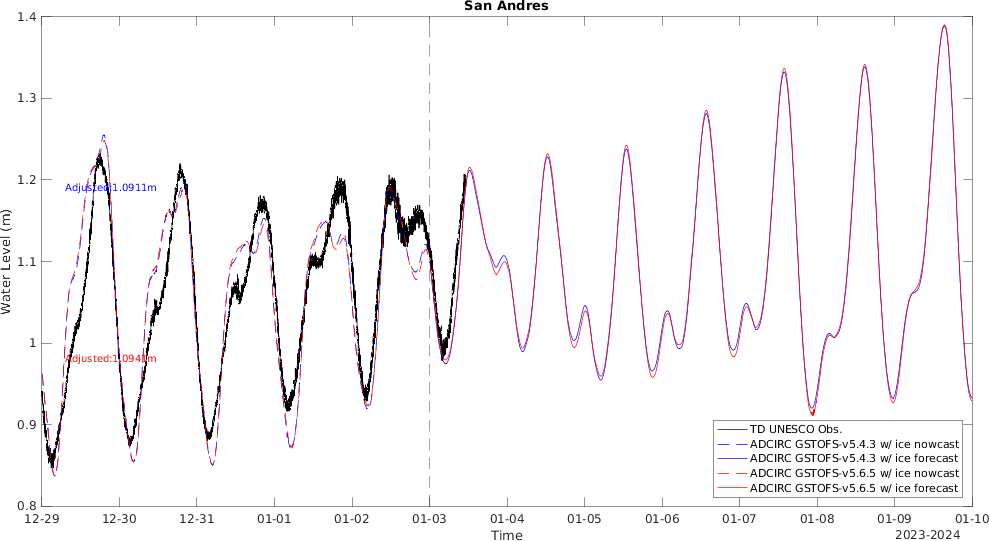 San Andres
Water Level (m)
1.4
1.3
1.2
1.1
1
0.9
0.8
Adjusted:1.0911m
Adjusted:1.0941m
TD UNESCO Obs.
ADCIRC GSTOFS-v5.4.3 w/ ice nowcast
ADCIRC GSTOFS-v5.4.3 w/ ice forecast
ADCIRC GSTOFS-v5.6.5 w/ ice nowcast
ADCIRC GSTOFS-v5.6.5 w/ ice forecast
12-29 12-30 12-31 01-01 01-02 01-03 01-04 01-05 01-06 01-07 01-08 01-09 01-10
Time
2023-2024